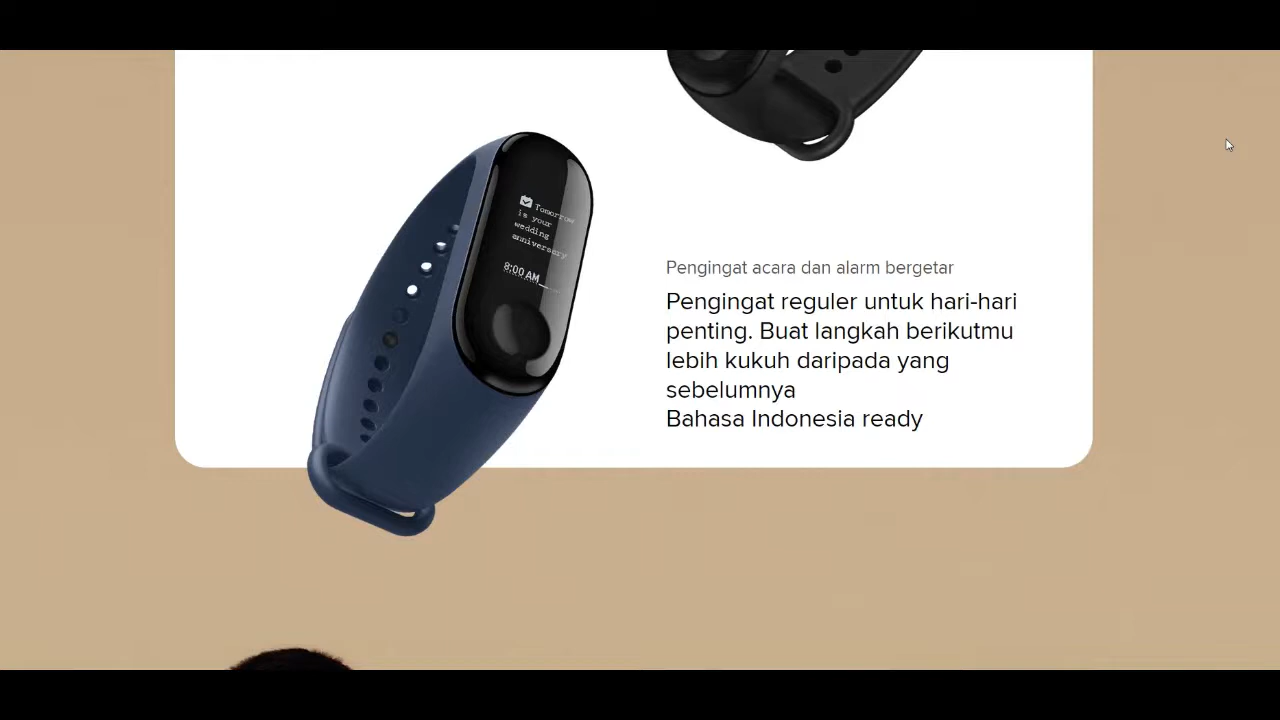 Tomorrow
is your
wedding
anniversary
8:00 AM
Pengingat acara dan alarm bergetar
Pengingat reguler untuk hari-hari
penting. Buat langkah berikutmu
lebih kukuh daripada yang
sebelumnya
Bahasa Indonesia ready